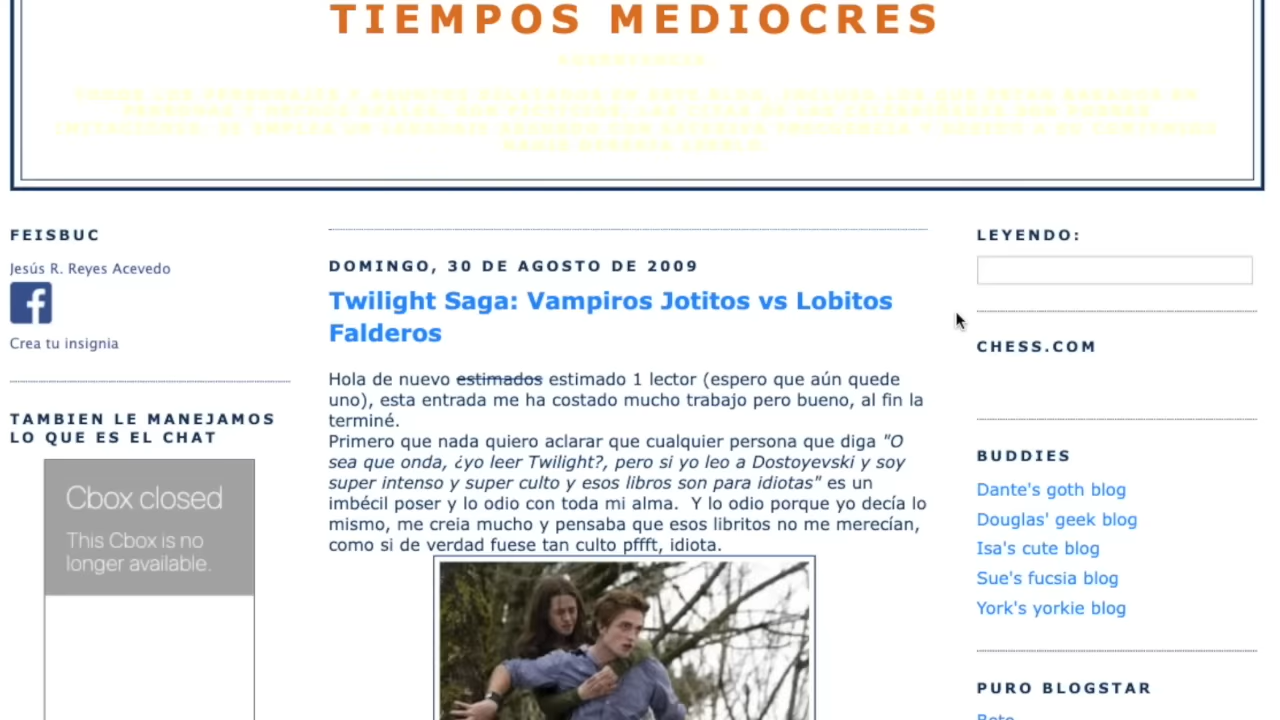 TIEMPOS MEDIOCRES
ADVERTENCIA
FEISBUC
Jesús R. Reyes Acevedo
Crea tu insignia
TAMBIEN LE MANEJAMOS
LO QUE ES EL CHAT
Cbox closed
This Cbox is no
longer available.
DOMINGO, 30 DE AGOSTO DE 2009
Twilight Saga: Vampiros Jotitos vs Lobitos
Falderos
Hola de nuevo estimados estimado 1 lector (espero que aún quede
uno), esta entrada me ha costado mucho trabajo pero bueno, al fin la
terminé.
Primero que nada quiero aclarar que cualquier persona que diga "O
sea que onda, ¿yo leer Twilight?, pero si yo leo a Dostoyevski y soy
super intenso y super culto y esos libros son para idiotas" es un
imbécil poser y lo odio con toda mi alma. Y lo odio porque yo decía lo
mismo, me creia mucho y pensaba que esos libritos no me merecían,
como si de verdad fuese tan culto pffft, idiota.
LEYENDO:
CHESS.COM
BUDDIES
Dante's goth blog
Douglas' geek blog
Isa's cute blog
Sue's fucsia blog
York's yorkie blog
PURO BLOGSTAR